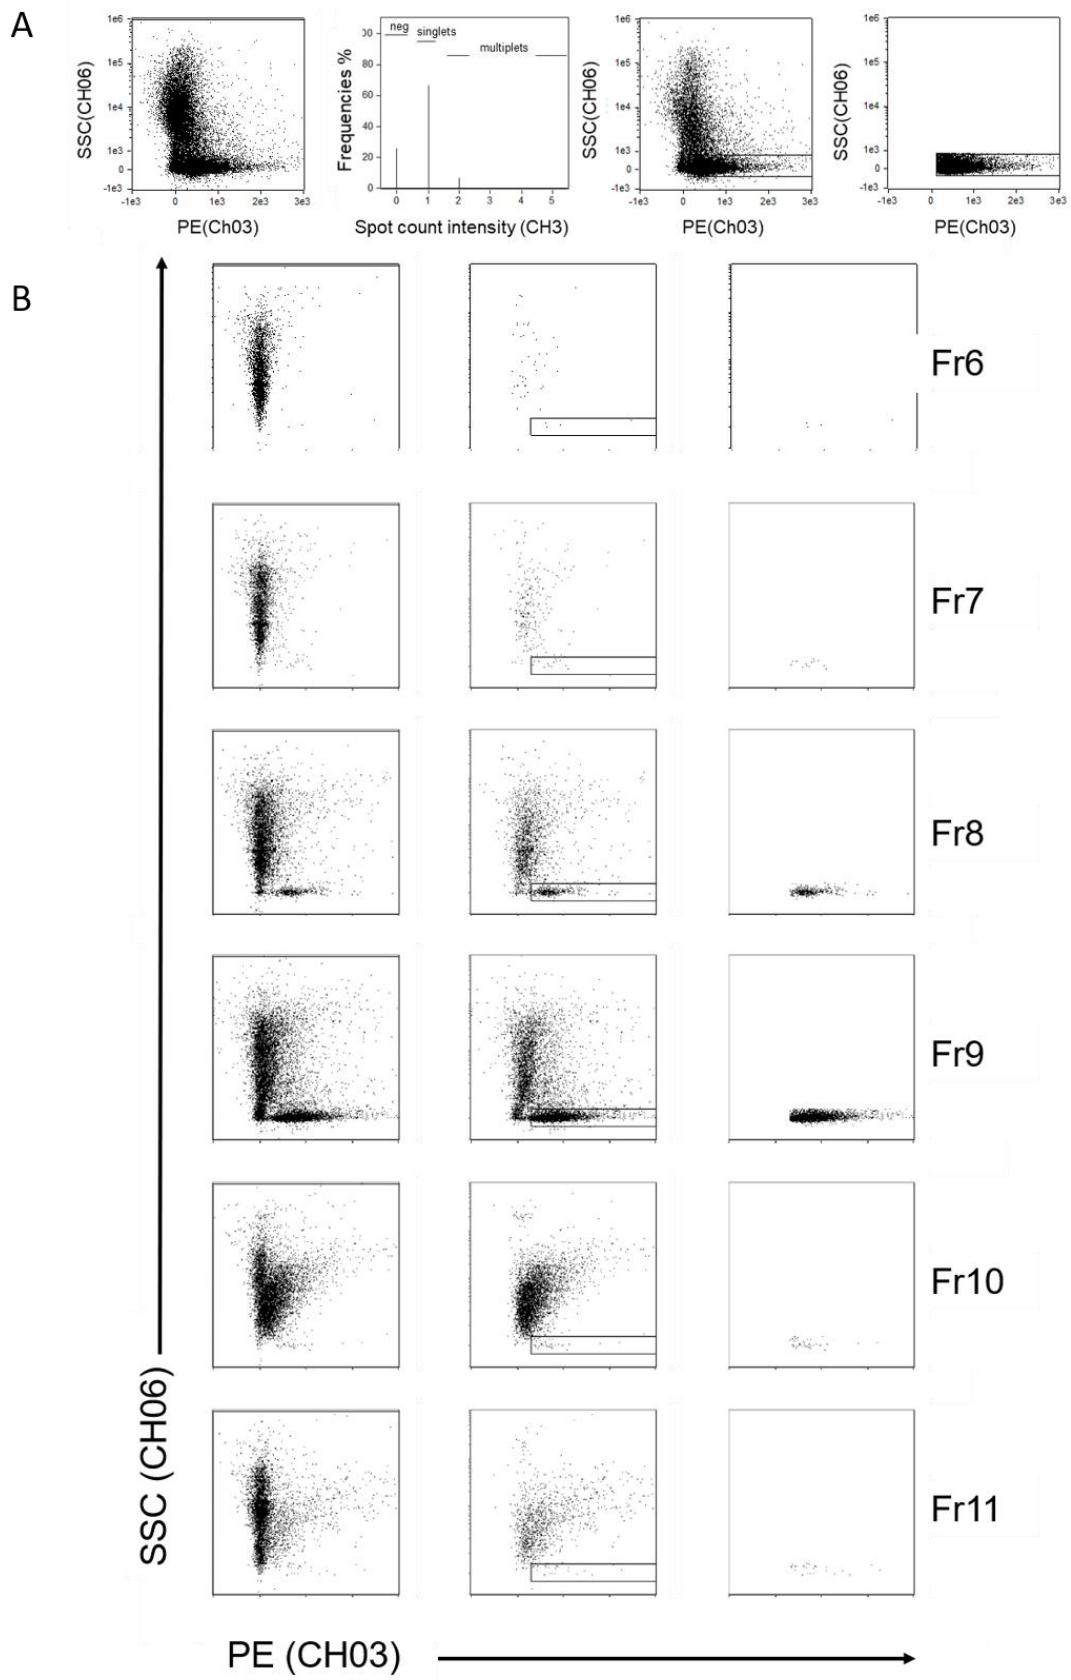 A
SSC(CH06)
1e6
1e5
1e4
1e3
0
-1e3
-1e3 0 1e3 2e3 3e3
PE(Ch03)
Frequencies %
neg singlets
multiplets
00
80
60
40
20
0
0 1 2 3 4 5
Spot count intensity (CH3)
SSC(CH06)
1e6
1e5
1e4
1e3
0
-1e3
-1e3 0 1e3 2e3 3e3
PE(Ch03)
SSC(CH06)
1e6
1e5
1e4
1e3
0
-1e3
-1e3 0 1e3 2e3 3e3
PE(Ch03)
B
Fr6
Fr7
Fr8
Fr9
Fr10
Fr11
SSC (CH06)
PE (CH03)